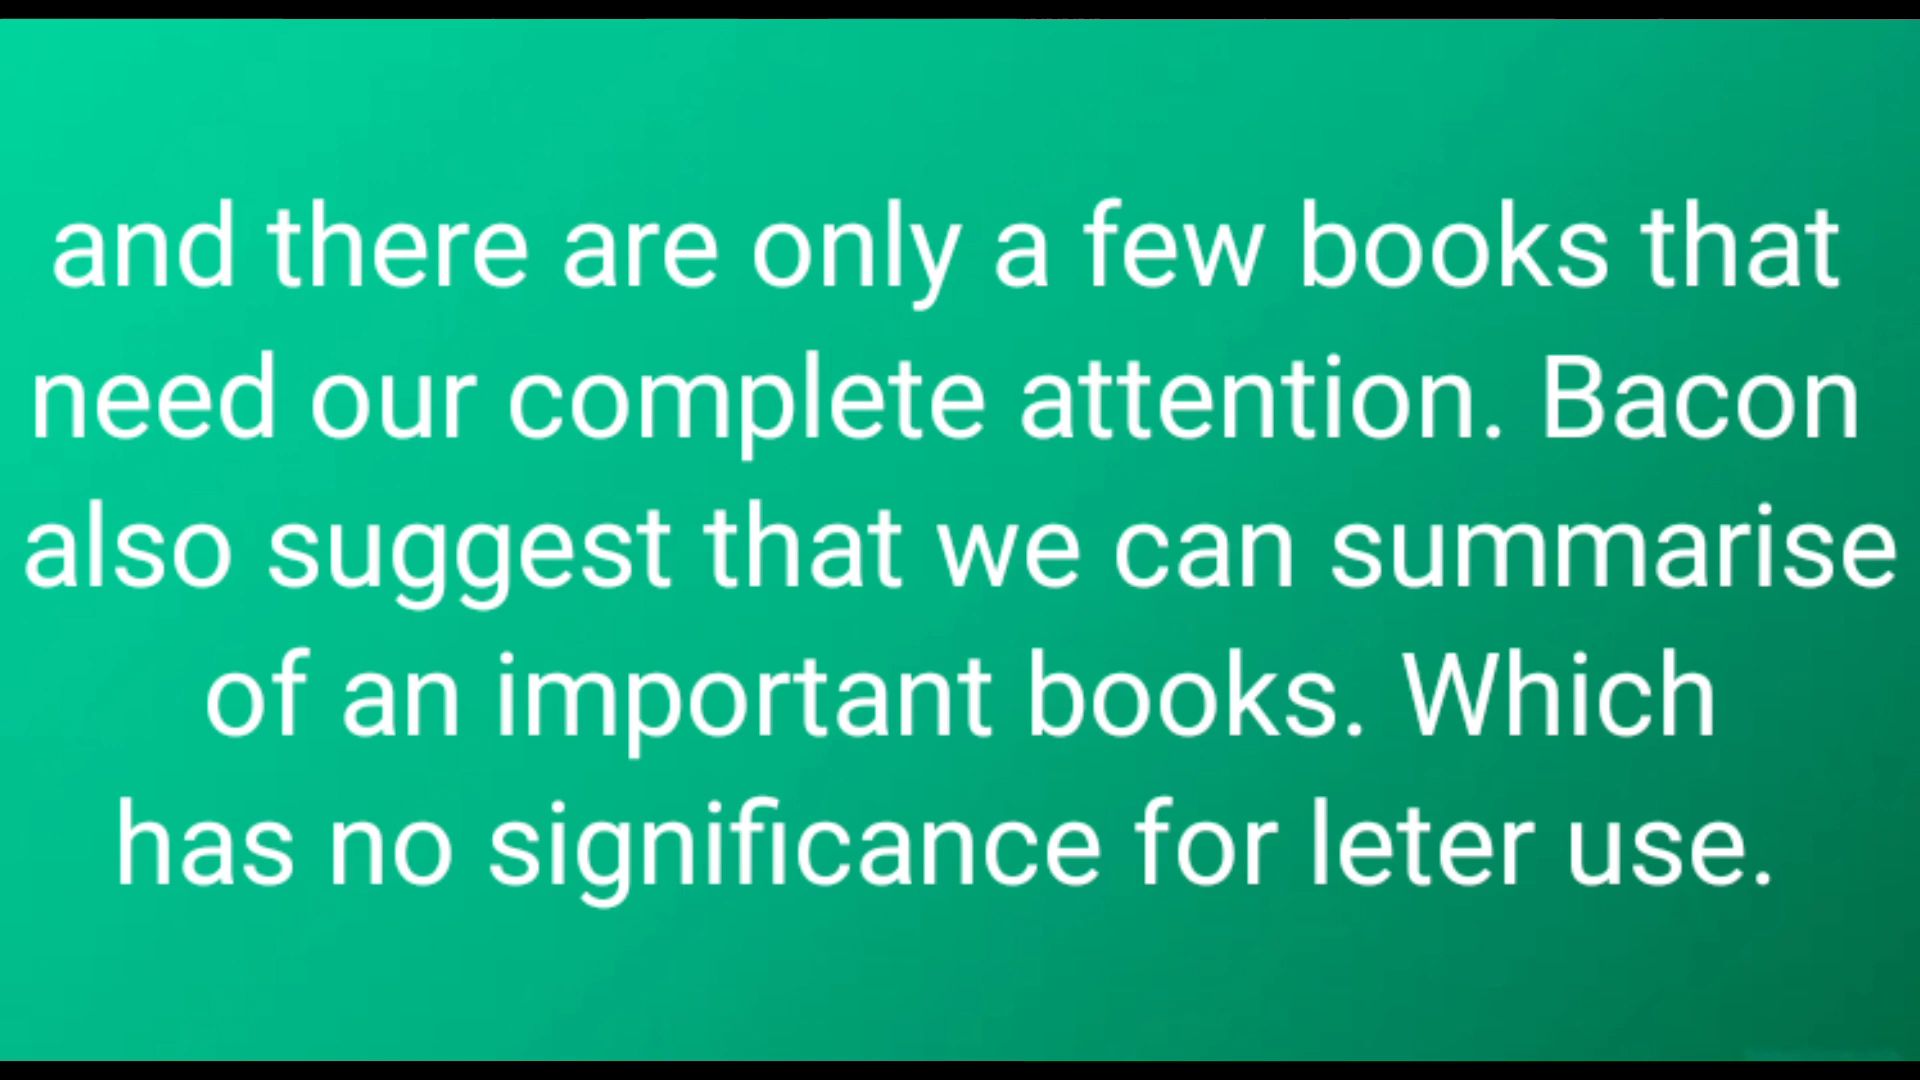 and there are only a few books that
need our complete attention. Bacon
also suggest that we can summarise
of an important books. Which
has no significance for leter use.